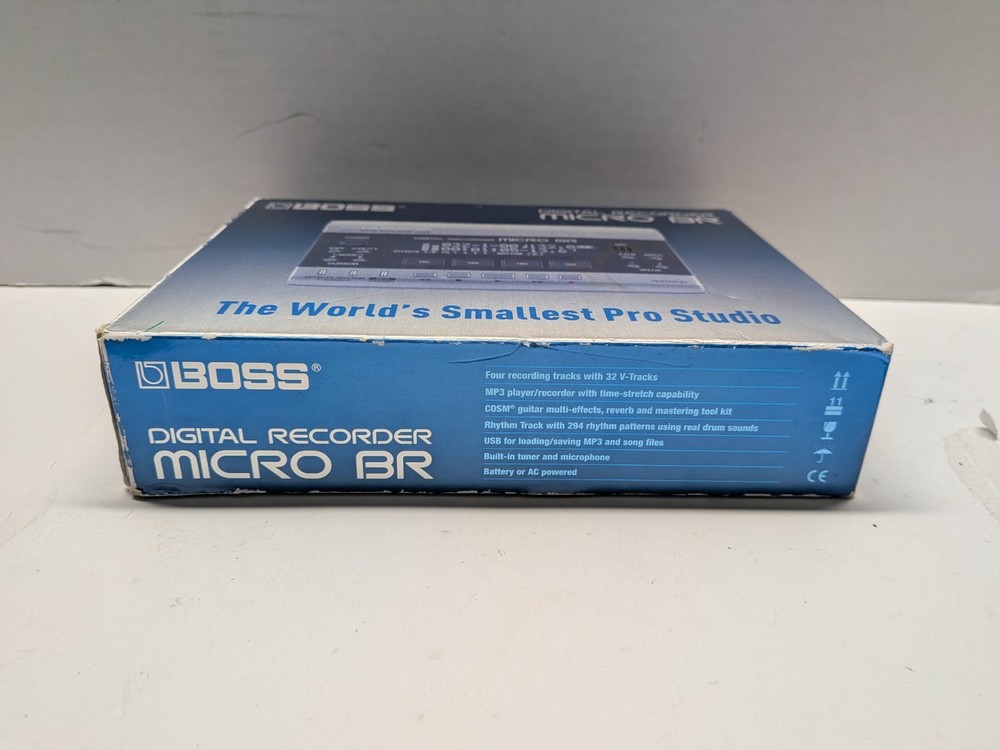 BOSS
DIGITAL RECORDER
MICRO BR
MICRO BR
The World's Smallest Pro Studio
BOSS®
DIGITAL RECORDER
MICRO BR
Four recording tracks with 32 V-Tracks
MP3 player/recorder with time-stretch capability
COSM® guitar multi-effects, reverb and mastering tool kit
Rhythm Track with 294 rhythm patterns using real drum sounds
USB for loading/saving MP3 and song files
Built-in tuner and microphone
Battery or AC powered
11
CE